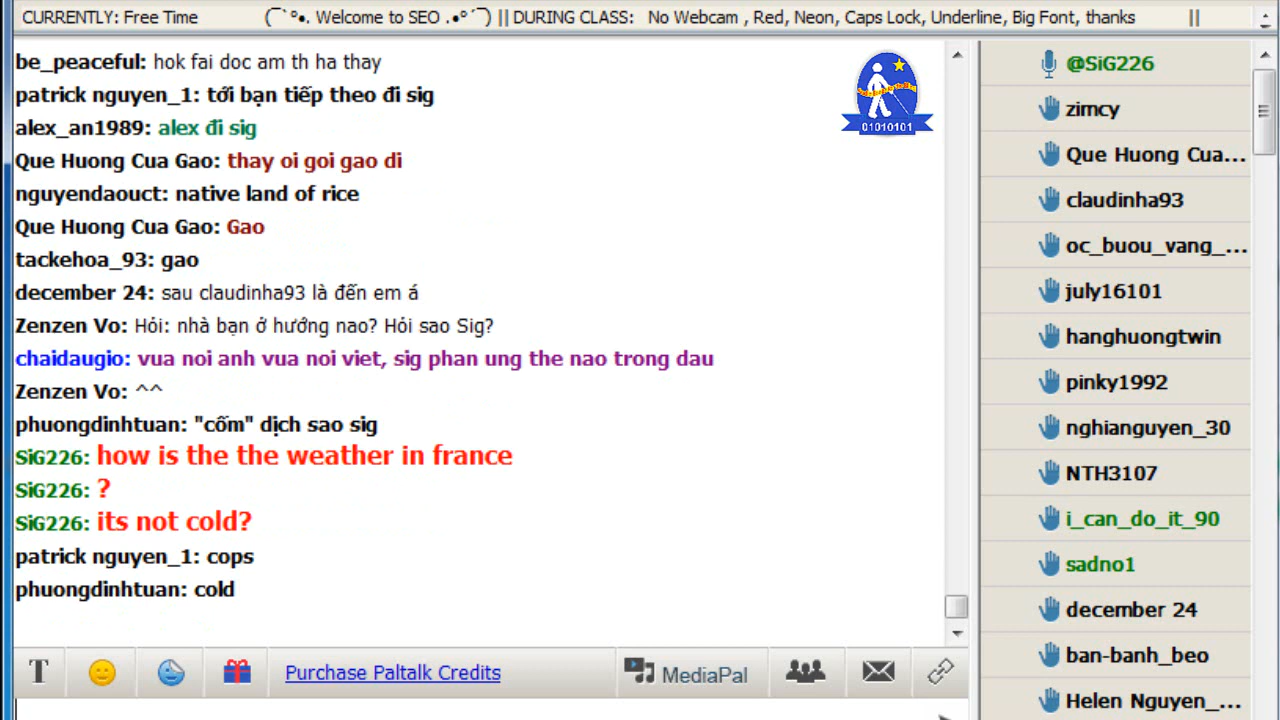 CURRENTLY: Free Time (¯`°•. Welcome to SEO .•°´¯) || DURING CLASS: No Webcam , Red, Neon, Caps Lock, Underline, Big Font, thanks ||
be_peaceful: hok fai doc am th ha thay
patrick nguyen_1: tới bạn tiếp theo đi sig
alex_an1989: alex đi sig
Que Huong Cua Gao: thay oi goi gao di
nguyendaouct: native land of rice
Que Huong Cua Gao: Gao
tackehoa_93: gao
december 24: sau claudinha93 là đến em á
Zenzen Vo: Hỏi: nhà bạn ở hướng nao? Hỏi sao Sig?
chaidaugio: vua noi anh vua noi viet, sig phan ung the nao trong dau
Zenzen Vo: ^^
phuongdinhtuan: "cốm" dịch sao sig
SiG226: how is the the weather in france
SiG226: ?
SiG226: its not cold?
patrick nguyen_1: cops
phuongdinhtuan: cold
01010101
@SiG226
zimcy
Que Huong Cua...
claudinha93
oc_buou_vang_...
july16101
hanghuongtwin
pinky1992
nghianguyen_30
NTH3107
i_can_do_it_90
sadno1
december 24
ban-banh_beo
Helen Nguyen_...
T
Purchase Paltalk Credits
MediaPal